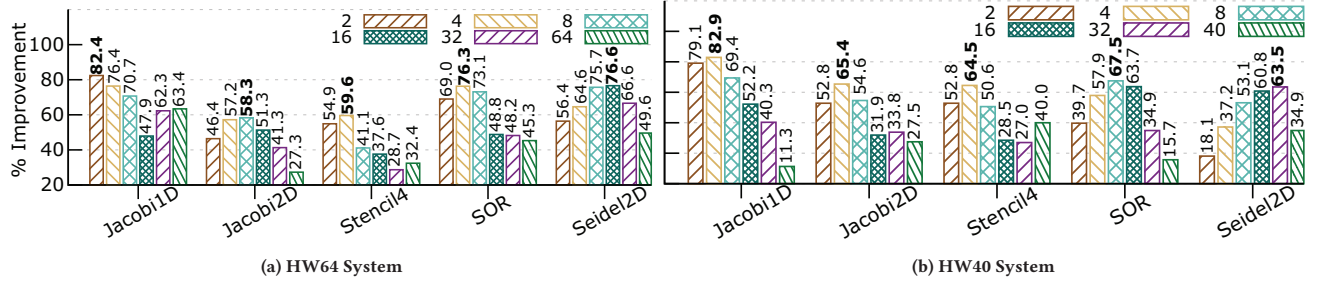 2 4 8
16 32 64
% Improvement
100
80
60
40
20
82.4 76.4 70.7 47.9 62.3 63.4
46.4 57.2 58.3 51.3 41.3 27.3
54.9 59.6 41.1 37.6 28.7 32.4
69.0 76.3 73.1 48.8 48.2 45.3
56.4 64.6 75.7 76.6 66.6 49.6
Jacobi1D Jacobi2D Stencil4 SOR Seidel2D
(a) HW64 System
2 4 8
16 32 40
79.1 82.9 69.4 52.2 40.3 11.3
52.8 65.4 54.6 31.9 33.8 27.5
52.8 64.5 50.6 28.5 27.0 40.0
39.7 57.9 67.5 63.7 34.9 15.7
18.1 37.2 53.1 60.8 63.5 34.9
Jacobi1D Jacobi2D Stencil4 SOR Seidel2D
(b) HW40 System